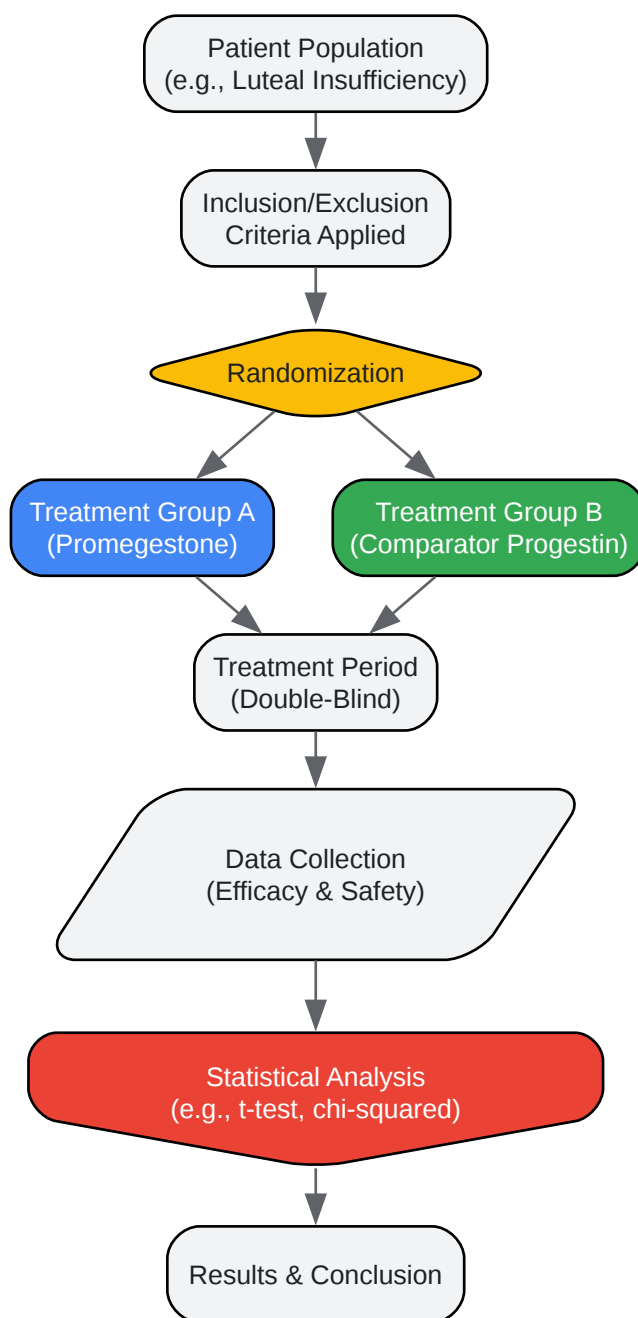 Patient Population
(e.g., Luteal Insufficiency)
Inclusion/Exclusion
Criteria Applied
Randomization
Treatment Group A
(Promegestone)
Treatment Group B
(Comparator Progestin)
Treatment Period
(Double-Blind)
Data Collection
(Efficacy & Safety)
Statistical Analysis
(e.g., t-test, chi-squared)
Results & Conclusion